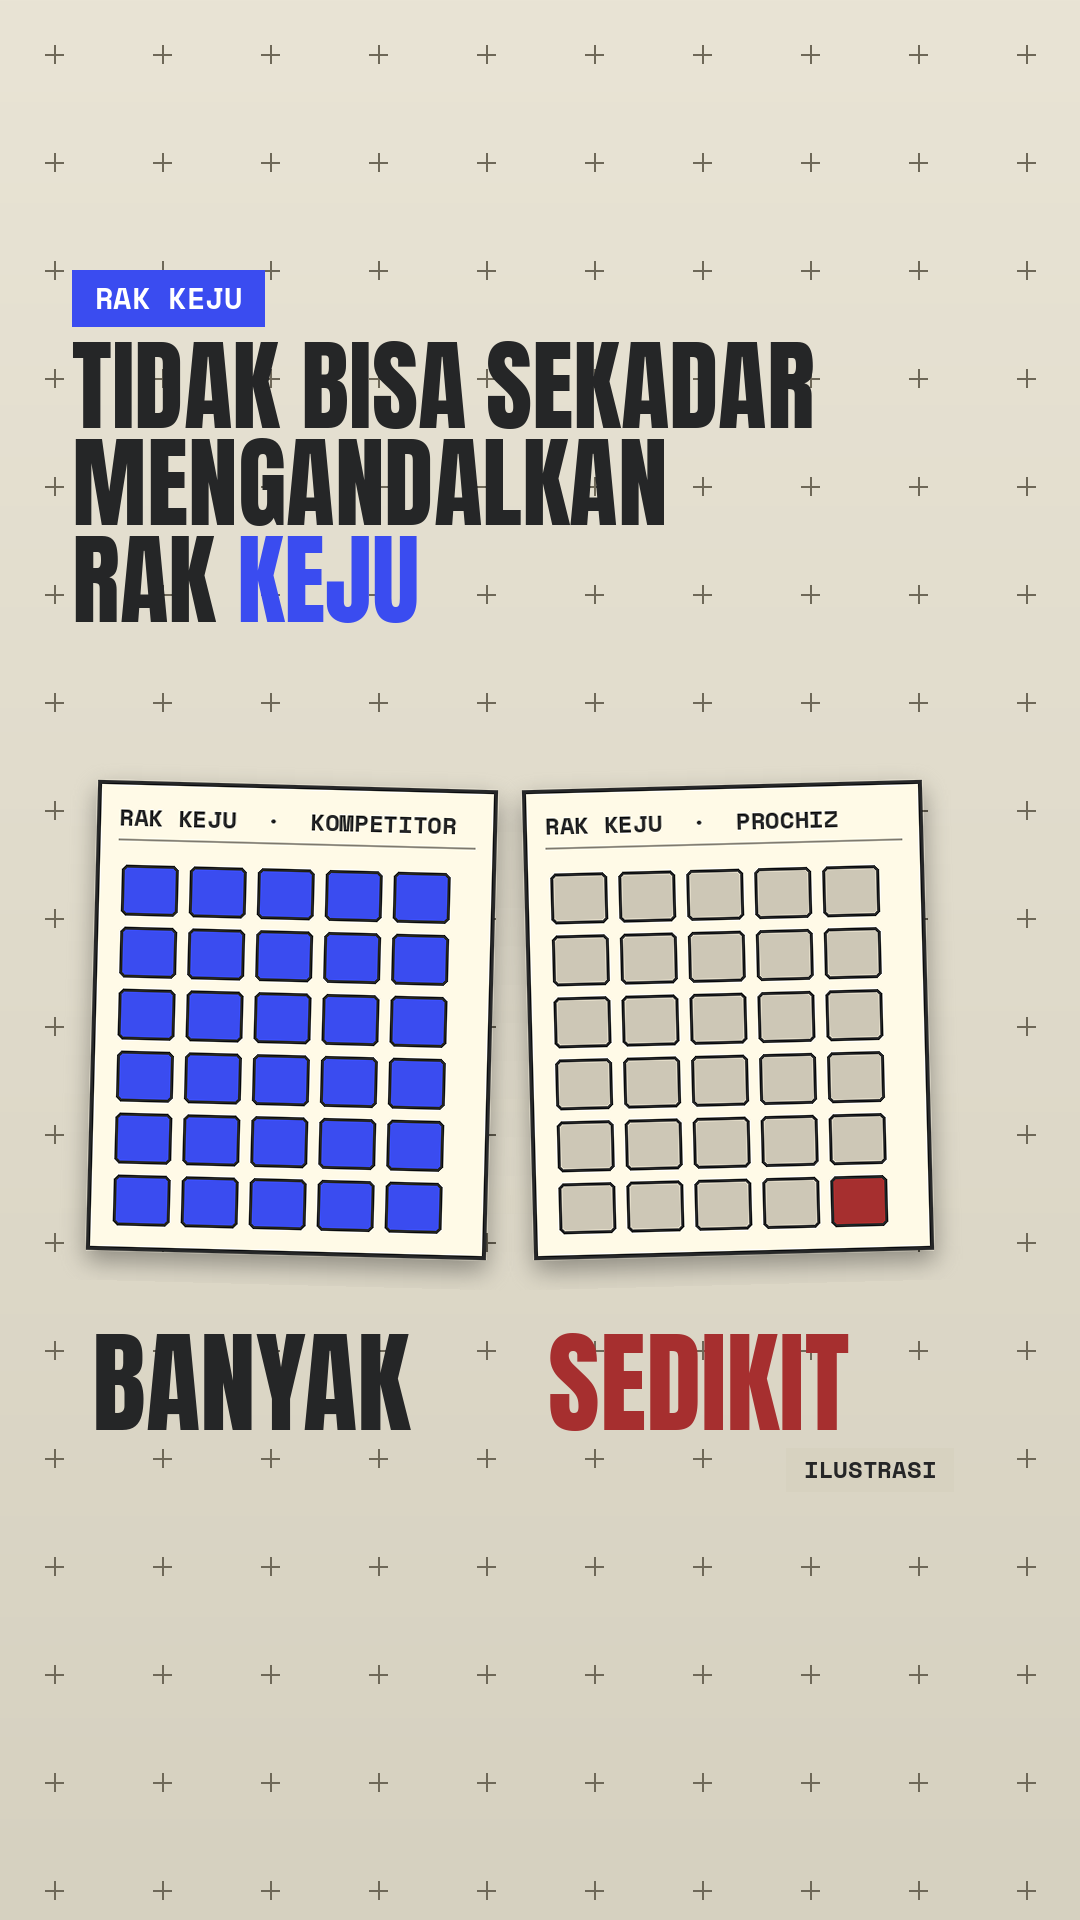 RAK KEJU
TIDAK BISA SEKADAR
MENGANDALKAN
RAK KEJU
RAK KEJU · KOMPETITOR
RAK KEJU · PROCHIZ
BANYAK
SEDIKIT
ILUSTRASI